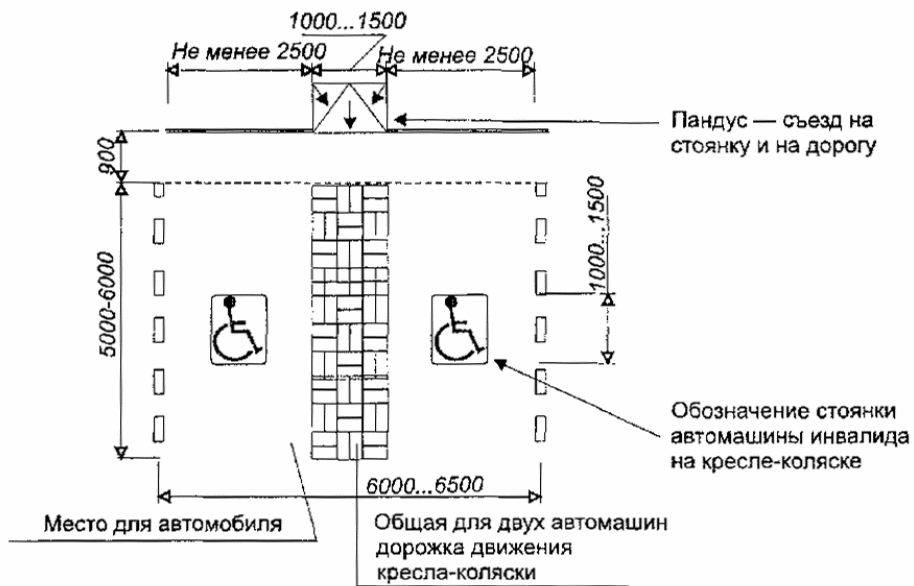 1000...1500
Не менее 2500
Не менее 2500
Пандус — съезд на
стоянку и на дорогу
900
1000...1500
5000-6000
Обозначение стоянки
автомашины инвалида
на кресле-коляске
6000...6500
Место для автомобиля
Общая для двух автомашин
дорожка движения
кресла-коляски